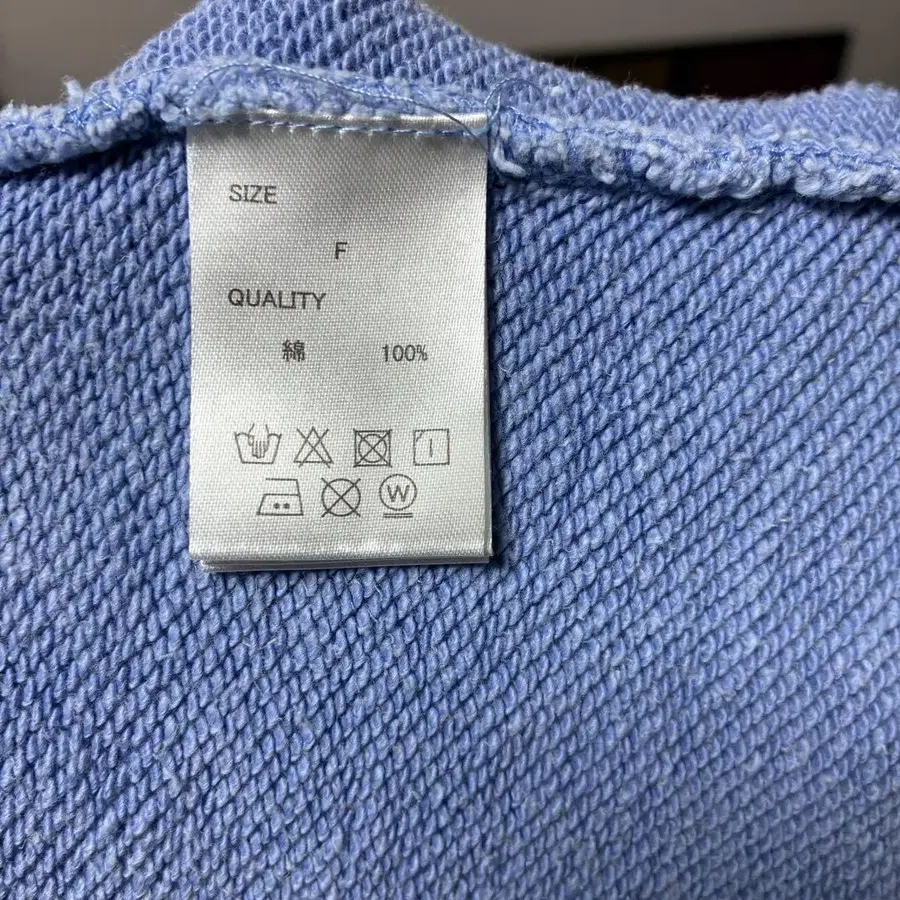 SIZE
F
QUALITY
綿 100%
W